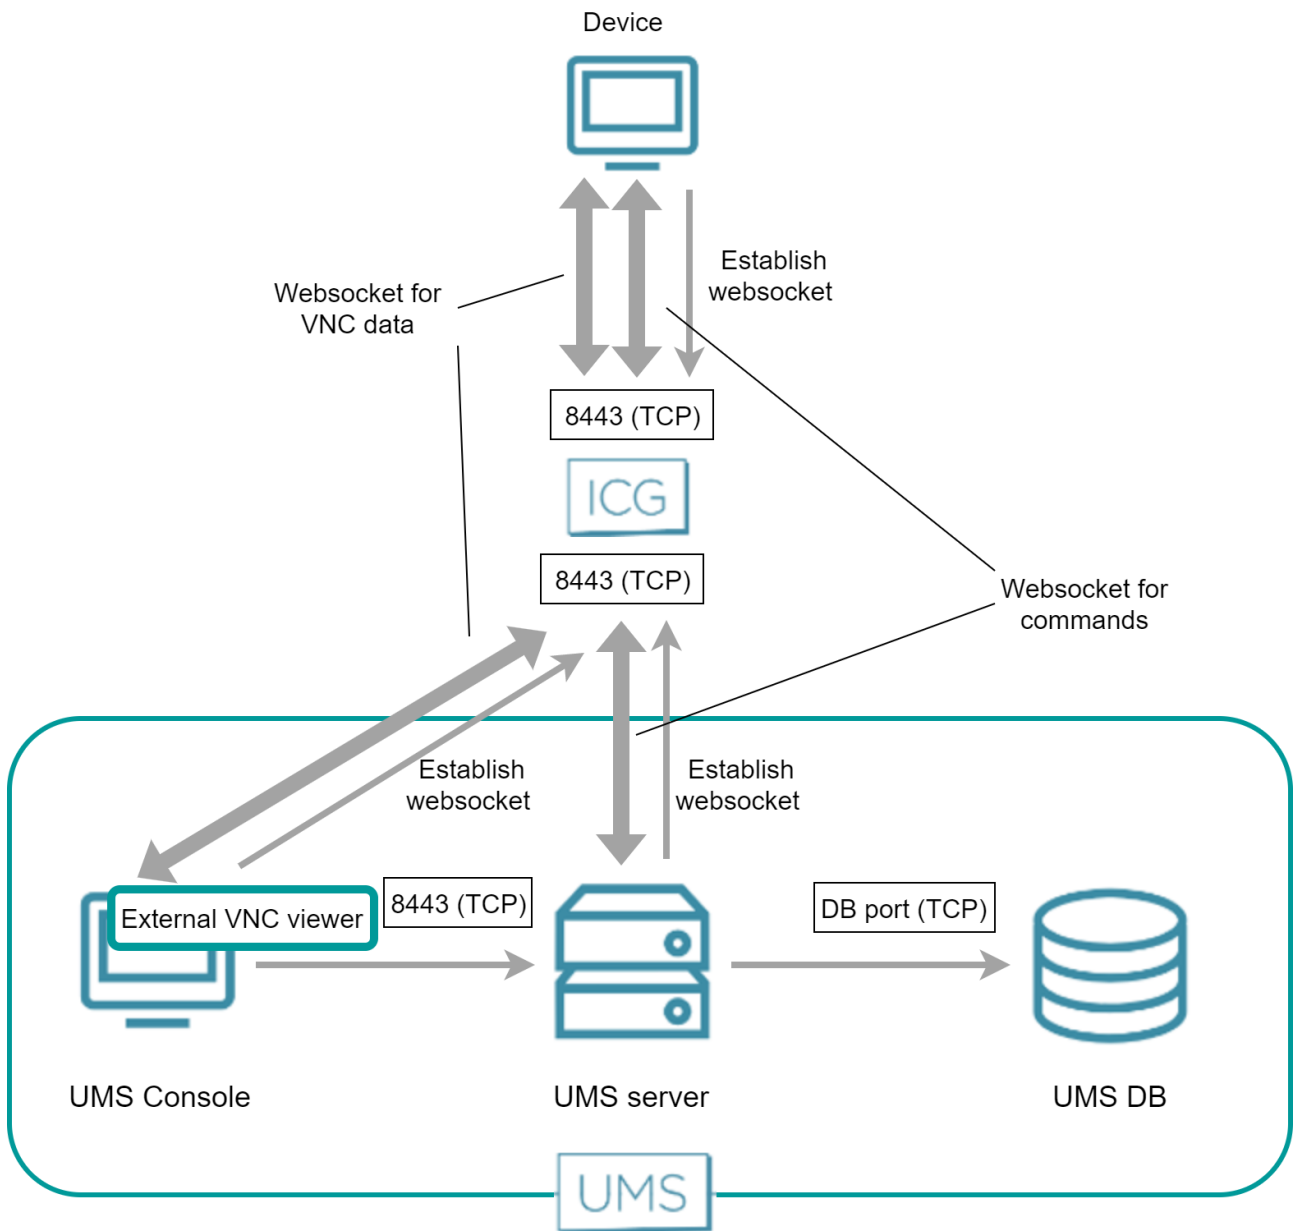 Device
Establish
websocket
Websocket for
VNC data
8443 (TCP)
ICG
8443 (TCP)
Websocket for
commands
Establish
websocket
Establish
websocket
External VNC viewer
8443 (TCP)
DB port (TCP)
UMS Console
UMS server
UMS DB
UMS